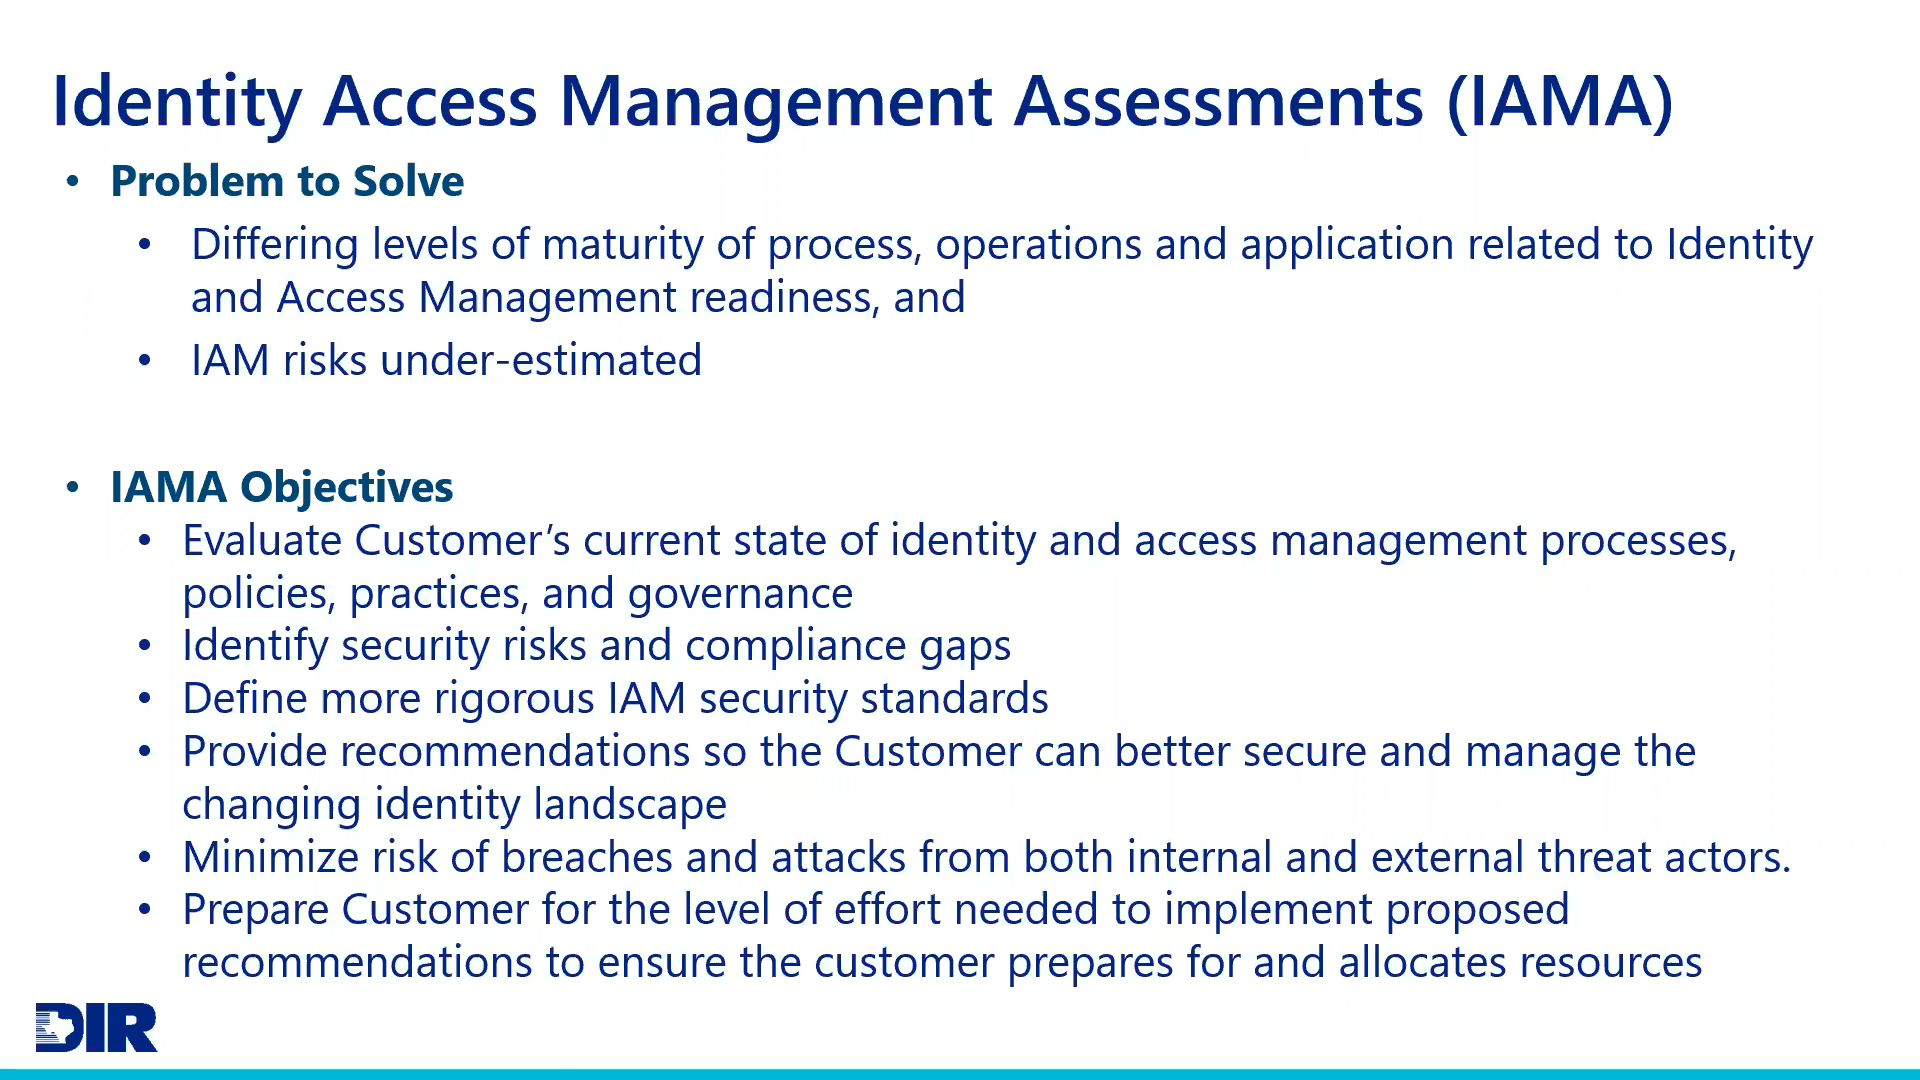 Identity Access Management Assessments (IAMA)
• Problem to Solve
• Differing levels of maturity of process, operations and application related to Identity
and Access Management readiness, and
• IAM risks under-estimated
• IAMA Objectives
• Evaluate Customer’s current state of identity and access management processes,
policies, practices, and governance
• Identify security risks and compliance gaps
• Define more rigorous IAM security standards
• Provide recommendations so the Customer can better secure and manage the
changing identity landscape
• Minimize risk of breaches and attacks from both internal and external threat actors.
• Prepare Customer for the level of effort needed to implement proposed
recommendations to ensure the customer prepares for and allocates resources
DIR